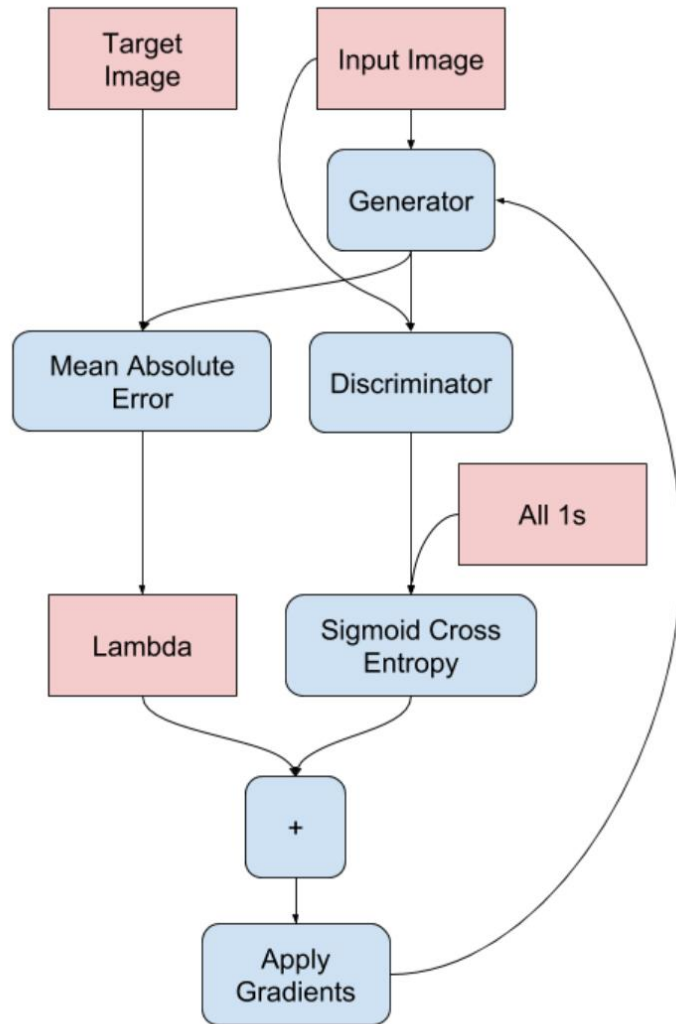 Target
Image
Input Image
Generator
Mean Absolute
Error
Discriminator
All 1s
Lambda
Sigmoid Cross
Entropy
+
Apply
Gradients